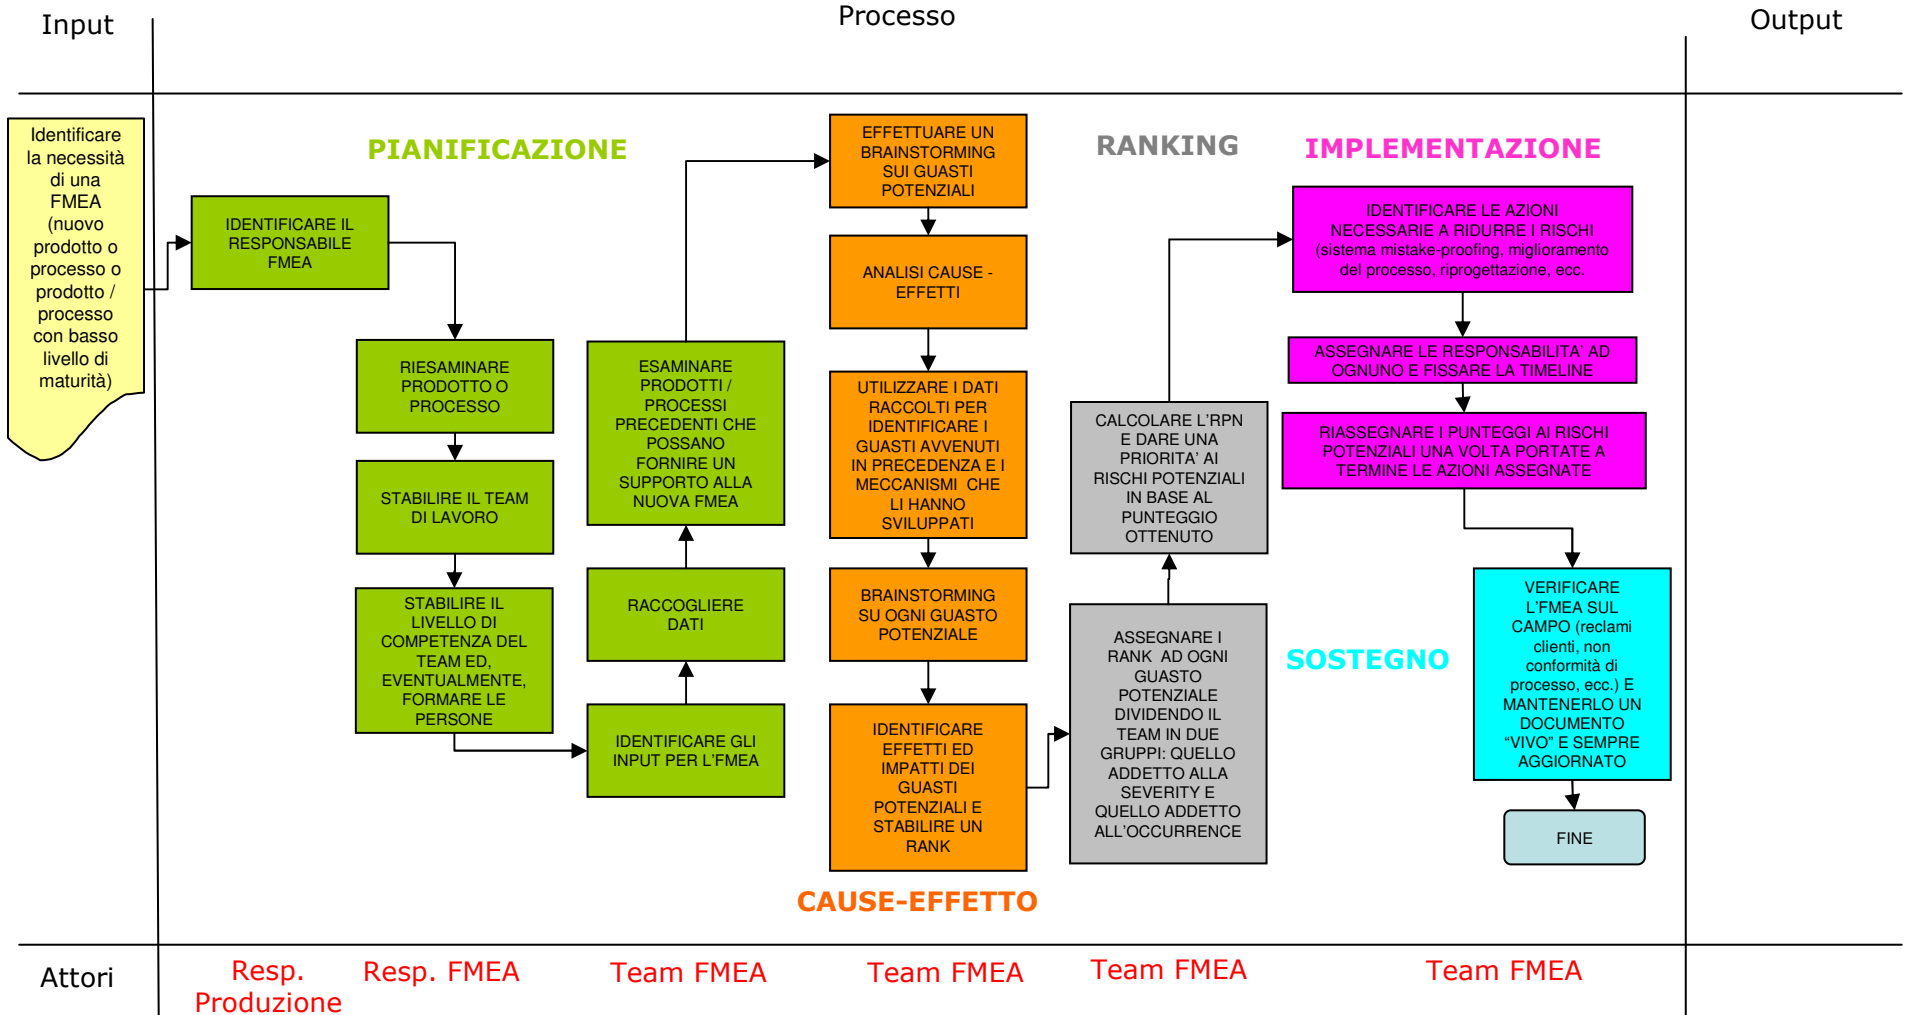 Input
Processo
Output
Identificare
la necessità
di una
FMEA
(nuovo
prodotto o
processo o
prodotto /
processo
con basso
livello di
maturità)
PIANIFICAZIONE
IDENTIFICARE IL
RESPONSABILE
FMEA
RIESAMINARE
PRODOTTO O
PROCESSO
STABILIRE IL TEAM
DI LAVORO
STABILIRE IL
LIVELLO DI
COMPETENZA DEL
TEAM ED,
EVENTUALMENTE,
FORMARE LE
PERSONE
ESAMINARE
PRODOTTI /
PROCESSI
PRECEDENTI CHE
POSSANO
FORNIRE UN
SUPPORTO ALLA
NUOVA FMEA
RACCOGLIERE
DATI
IDENTIFICARE GLI
INPUT PER L'FMEA
EFFETTUARE UN
BRAINSTORMING
SUI GUASTI
POTENZIALI
ANALISI CAUSE -
EFFETTI
UTILIZZARE I DATI
RACCOLTI PER
IDENTIFICARE I
GUASTI AVVENUTI
IN PRECEDENZA E I
MECCANISMI CHE
LI HANNO
SVILUPPATI
BRAINSTORMING
SU OGNI GUASTO
POTENZIALE
IDENTIFICARE
EFFETTI ED
IMPATTI DEI
GUASTI
POTENZIALI E
STABILIRE UN
RANK
CAUSE-EFFETTO
RANKING
CALCOLARE L'RPN
E DARE UNA
PRIORITA' AI
RISCHI POTENZIALI
IN BASE AL
PUNTEGGIO
OTTENUTO
ASSEGNARE I
RANK AD OGNI
GUASTO
POTENZIALE
DIVIDENDO IL
TEAM IN DUE
GRUPPI: QUELLO
ADDETTO ALLA
SEVERITY E
QUELLO ADDETTO
ALL'OCCURRENCE
IMPLEMENTAZIONE
IDENTIFICARE LE AZIONI
NECESSARIE A RIDURRE I RISCHI
(sistema mistake-proofing, miglioramento
del processo, riprogettazione, ecc.
ASSEGNARE LE RESPONSABILITA' AD
OGNUNO E FISSARE LA TIMELINE
RIASSEGNARE I PUNTEGGI AI RISCHI
POTENZIALI UNA VOLTA PORTATE A
TERMINE LE AZIONI ASSEGNATE
SOSTEGNO
VERIFICARE
L'FMEA SUL
CAMPO (reclami
clienti, non
conformità di
processo, ecc.) E
MANTENERLO UN
DOCUMENTO
“VIVO” E SEMPRE
AGGIORNATO
FINE
Attori
Resp.
Produzione
Resp. FMEA
Team FMEA
Team FMEA
Team FMEA
Team FMEA